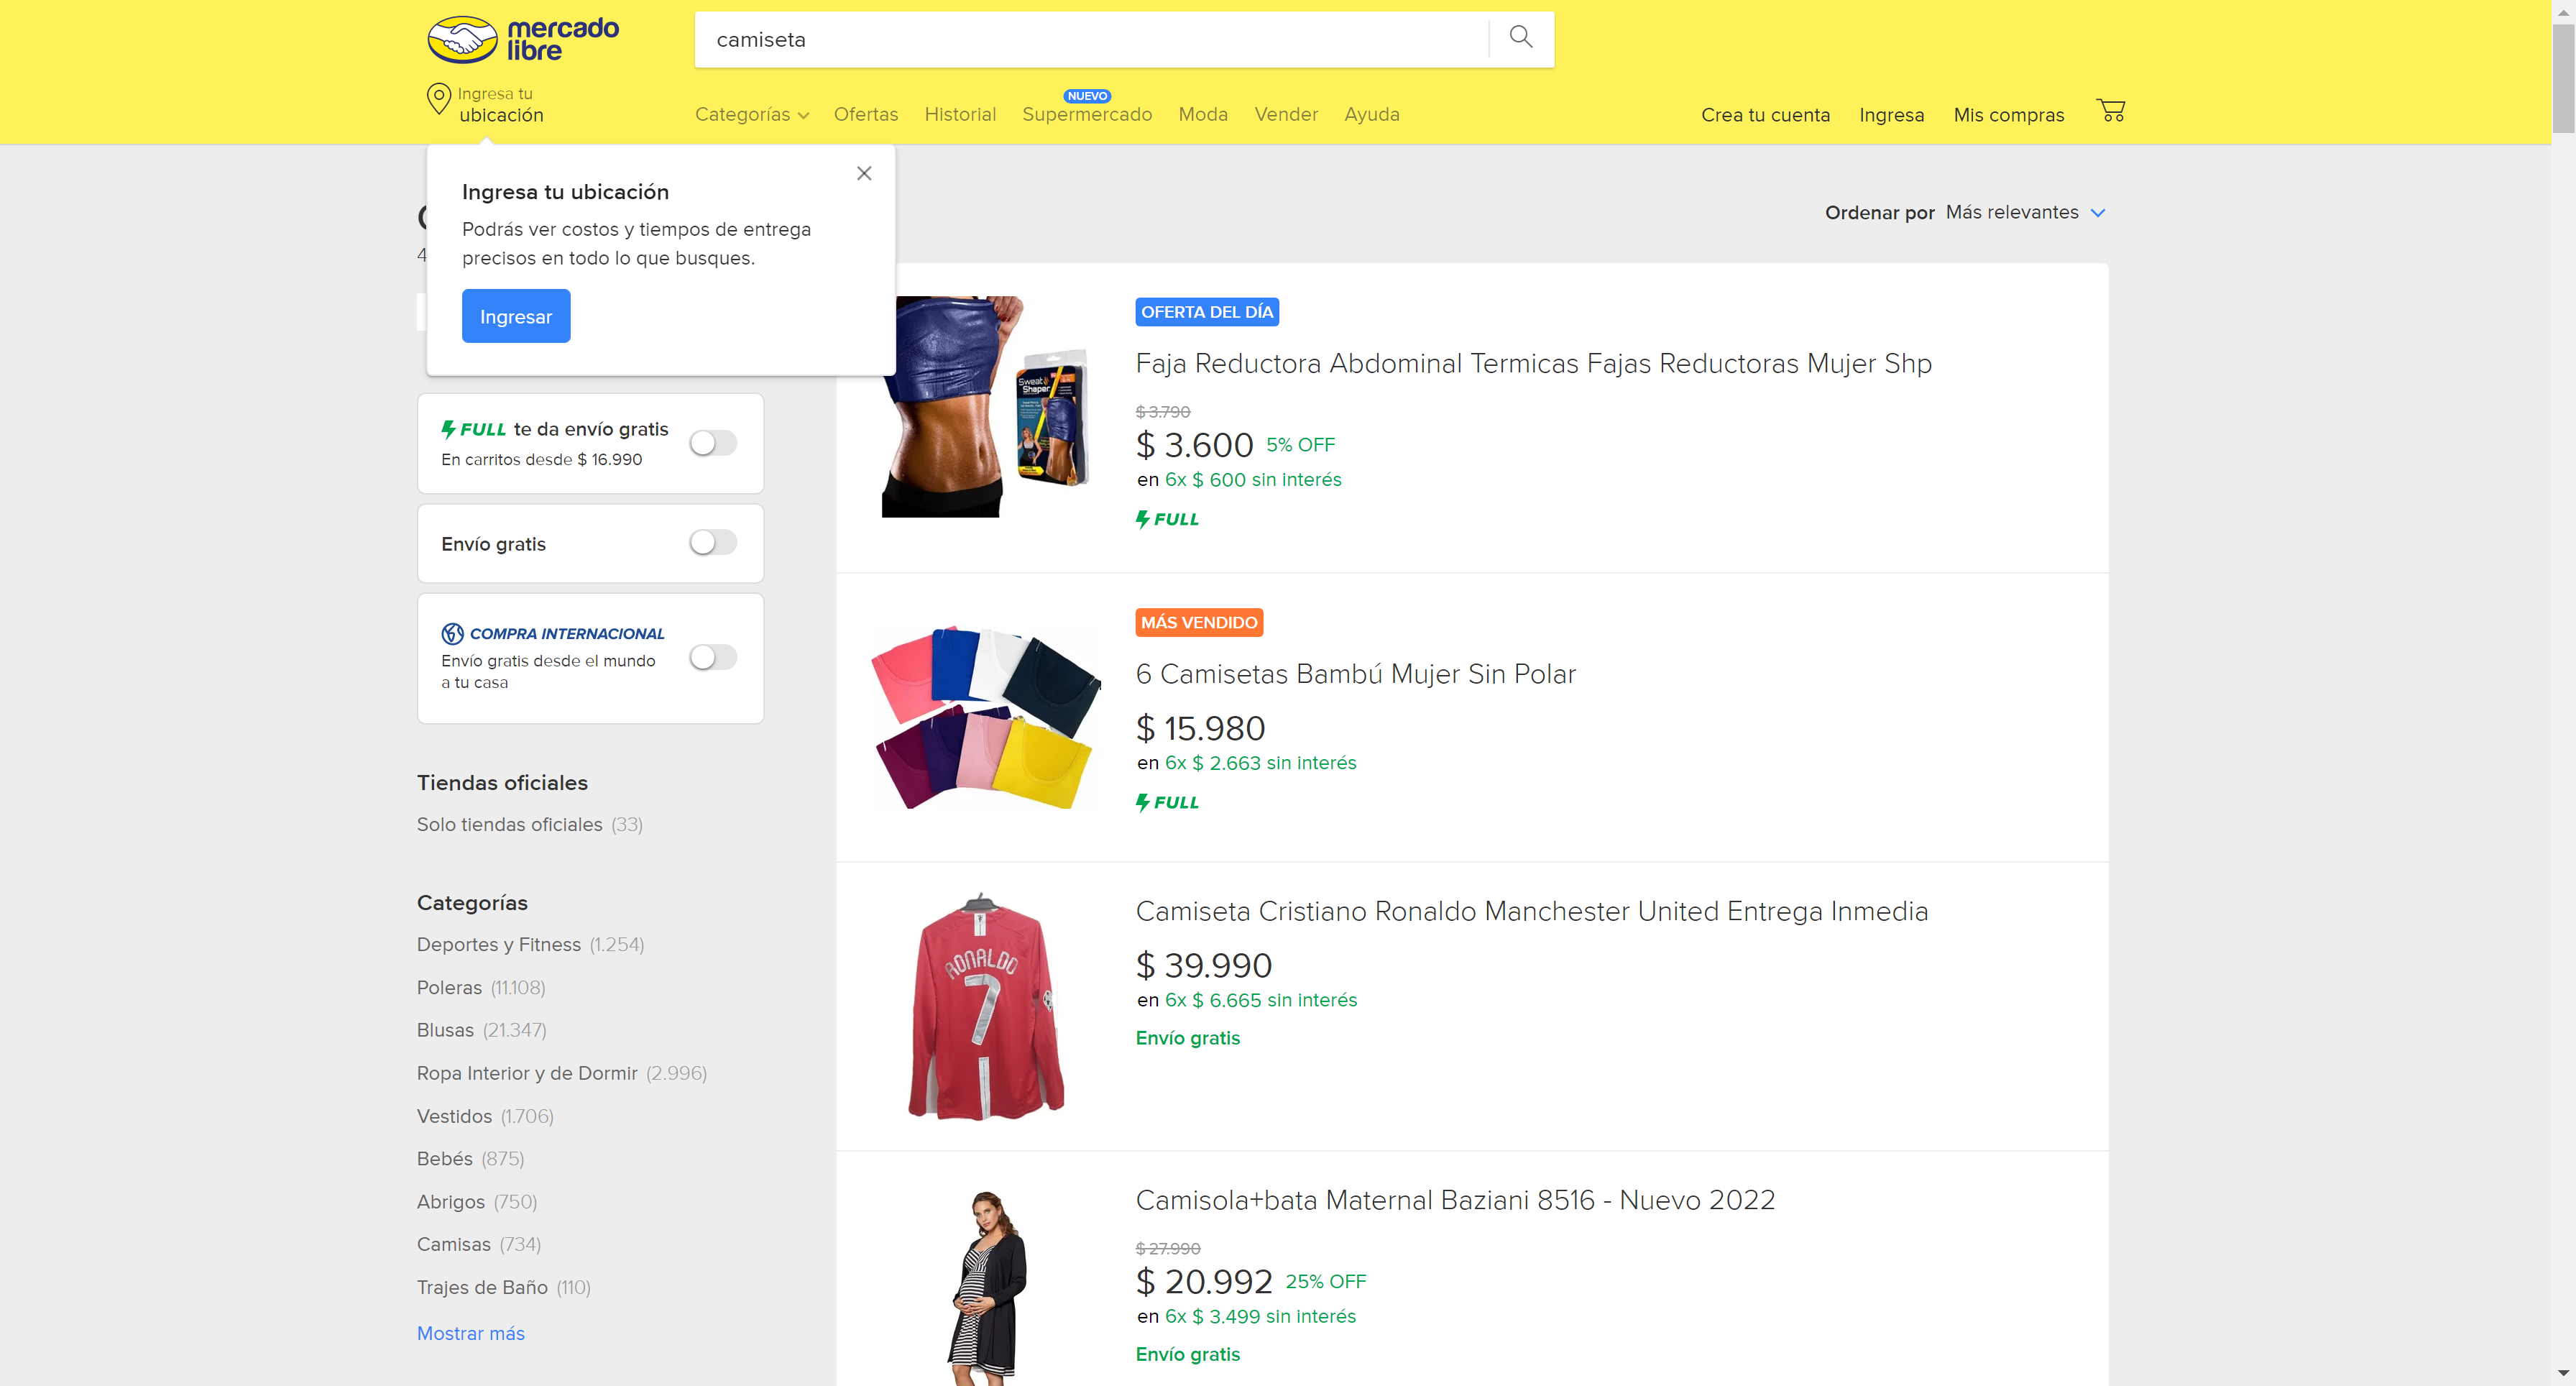 mercado
libre
camiseta
Ingresa tu
ubicación
Categorías
Ofertas
Historial
NUEVO
Supermercado
Moda
Vender
Ayuda
Crea tu cuenta
Ingresa
Mis compras
Ingresa tu ubicación
Podrás ver costos y tiempos de entrega
precisos en todo lo que busques.
Ingresar
Ordenar por Más relevantes
FULL te da envío gratis
En carritos desde $ 16.990
Envío gratis
COMPRA INTERNACIONAL
Envío gratis desde el mundo
a tu casa
Tiendas oficiales
Solo tiendas oficiales (33)
Categorías
Deportes y Fitness (1.254)
Poleras (11.108)
Blusas (21.347)
Ropa Interior y de Dormir (2.996)
Vestidos (1.706)
Bebés (875)
Abrigos (750)
Camisas (734)
Trajes de Baño (110)
Mostrar más
Sweat
Shaper
OFERTA DEL DÍA
Faja Reductora Abdominal Termicas Fajas Reductoras Mujer Shp
$ 3.790
$ 3.600 5% OFF
en 6x $ 600 sin interés
FULL
MÁS VENDIDO
6 Camisetas Bambú Mujer Sin Polar
$ 15.980
en 6x $ 2.663 sin interés
FULL
RONALDO
7
Camiseta Cristiano Ronaldo Manchester United Entrega Inmedia
$ 39.990
en 6x $ 6.665 sin interés
Envío gratis
Camisola+bata Maternal Baziani 8516 - Nuevo 2022
$ 27.990
$ 20.992 25% OFF
en 6x $ 3.499 sin interés
Envío gratis